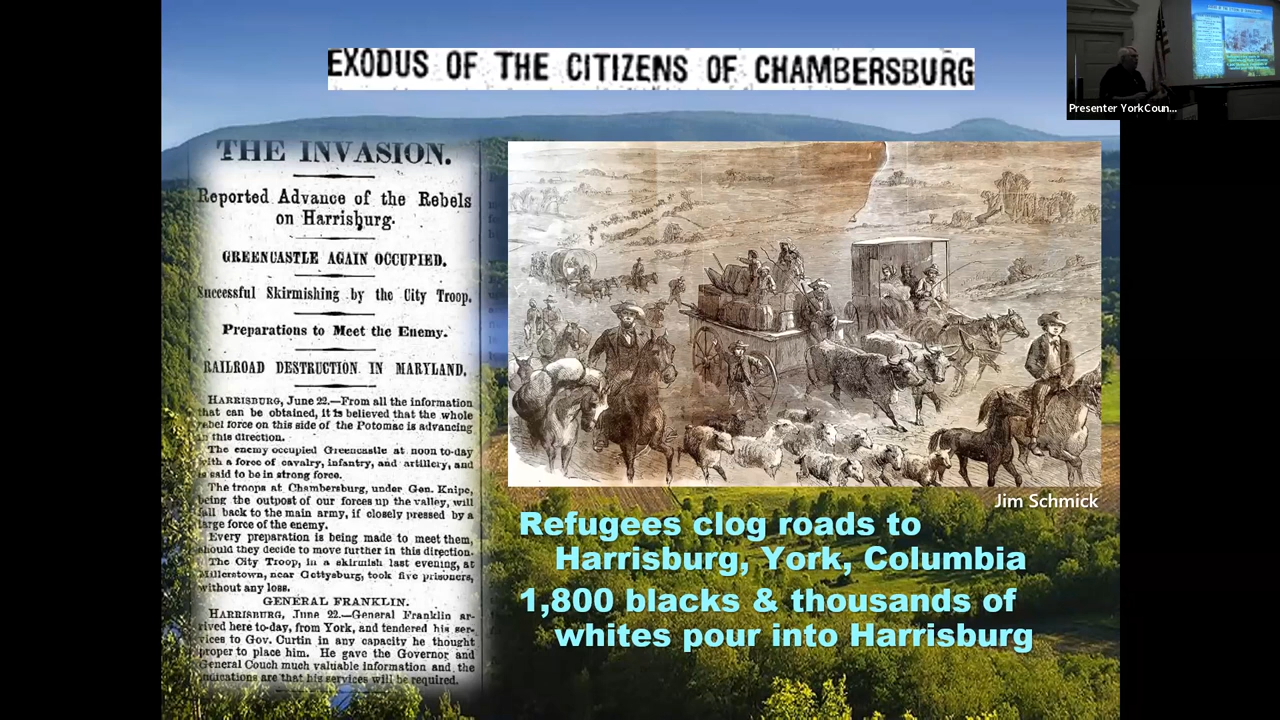 EXODUS OF THE CITIZENS OF CHAMBERSBURG
Presenter YorkCoun...
THE INVASION.
Reported Advance of the Rebels
on Harrisburg.
GREENCASTLE AGAIN OCCUPIED.
Successful Skirmishing by the City Troop.
Preparations to Meet the Enemy.
RAILROAD DESTRUCTION IN MARYLAND.
HARRISBURG, June 22.—From all the information
that can be obtained, it is believed that the whole
rebel force on this side of the Potomac is advancing
in this direction.
The enemy occupied Greencastle at noon to-day
with a force of cavalry, infantry, and artillery, and
is said to be in strong force.
The troops at Chambersburg, under Gen. Knipe,
being the outpost of our forces up the valley, will
fall back to the main army, if closely pressed by a
large force of the enemy.
Every preparation is being made to meet them,
should they decide to move further in this direction.
The City Troop, in a skirmish last evening, at
Millerstown, near Gettysburg, took five prisoners,
without any loss.
GENERAL FRANKLIN.
HARRISBURG, June 22.—General Franklin ar-
rived here to-day, from York, and tendered his ser-
vices to Gov. Curtin in any capacity he thought
proper to place him. He gave the Governor and
General Couch much valuable information and the
indications are that his services will be required.
Jim Schmick
Refugees clog roads to
Harrisburg, York, Columbia
1,800 blacks & thousands of
whites pour into Harrisburg